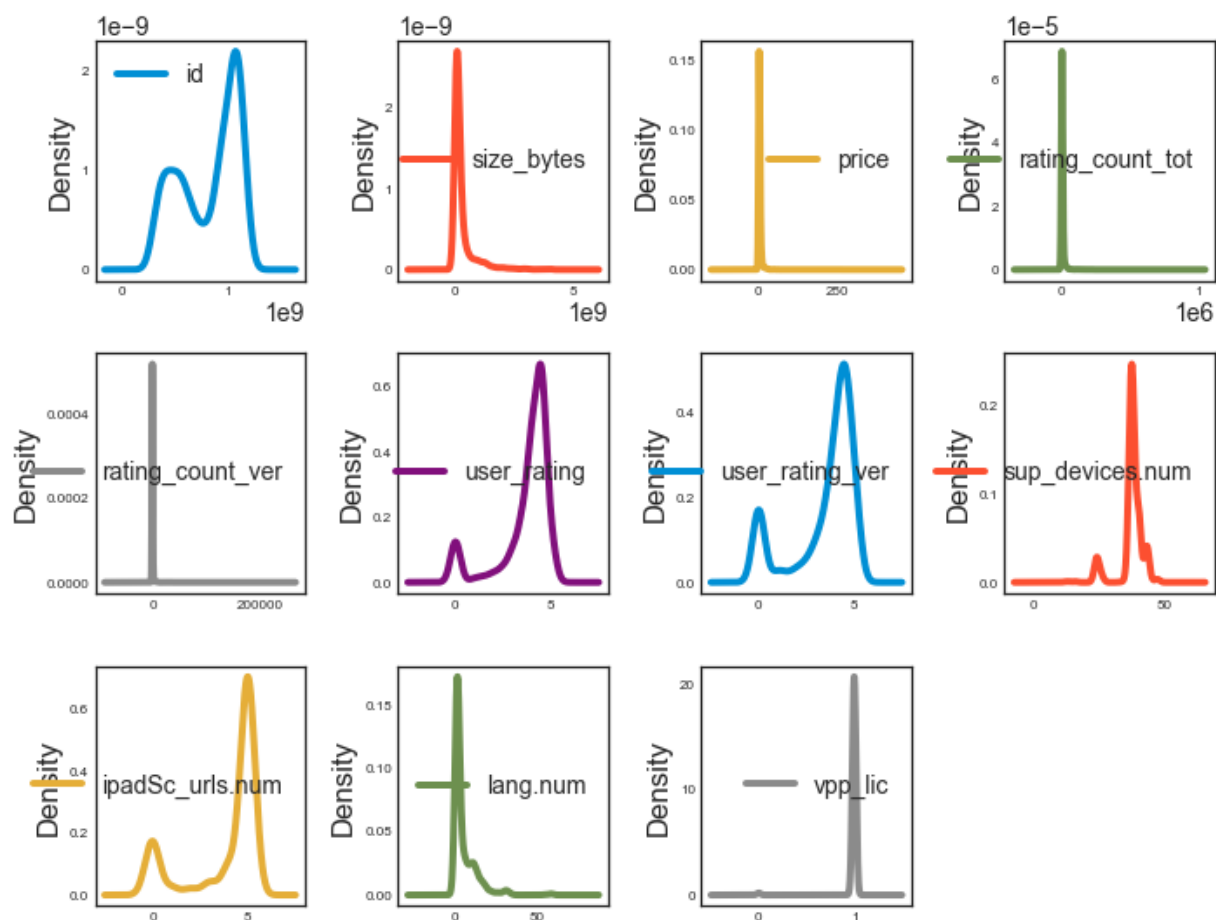 1e−9
2
1
0
Density
id
0
1
1e9
1e−9
2
1
0
Density
size_bytes
0
5
1e9
0.15
0.10
0.05
0.00
Density
price
0
250
1e−5
6
2
0
Density
rating_count_tot
0
1
1e6
0.0004
0.0002
0.0000
Density
rating_count_ver
0
200000
0.6
0.4
0.2
0.0
Density
user_rating
0
5
0.4
0.2
0.0
Density
user_rating_ver
0
5
0.2
0.1
0.0
Density
sup_devices.num
0
50
0.6
0.4
0.2
0.0
Density
ipadSc_urls.num
0
5
0.15
0.10
0.05
0.00
Density
lang.num
0
50
20
10
0
Density
vpp_lic
0
1